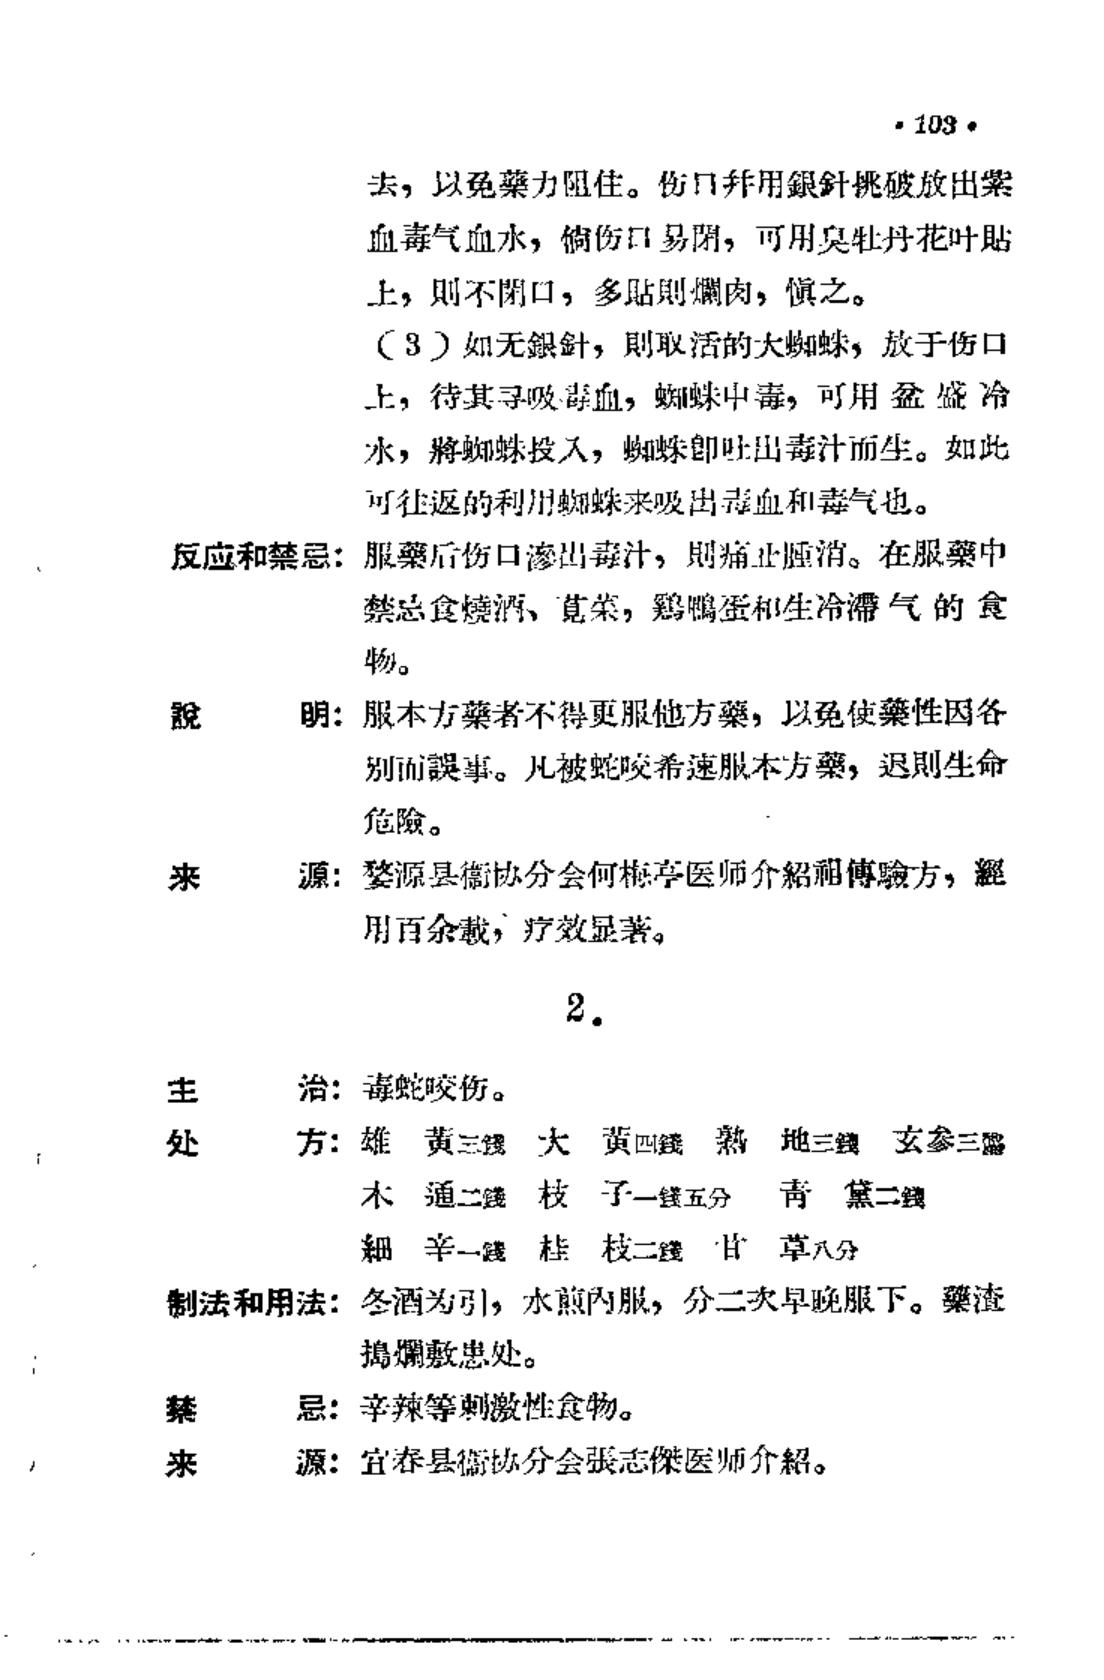 ·103·
去，以免藥力阻住。伤口幷用銀針挑破放出紫
血毒气血水，倘伤口易閉，可用臭牡丹花叶貼
上，則不閉口，多貼則爛肉，愼之。
（3）如无銀針，則取活的大蜘蛛，放于伤口
上，待其寻吸毒血，蜘蛛中毒，可用盆盛冷
水，將蜘蛛投入，蜘蛛卽吐出毒汁而生。如此
可往返的利用蜘蛛来吸出毒血和毒气也。
反应和禁忌：服藥后伤口滲出毒汁，則痛止腫消。在服藥中
禁忌食燒酒、莧菜，鷄鴨蛋和生冷滯气的食
物。
說　　明：服本方藥者不得更服他方藥，以免使藥性因各
别而誤事。凡被蛇咬希速服本方藥，迟則生命
危險。
来　　源：婺源县衞协分会何梅亭医师介紹祖傳驗方，經
用百余載，疗效显著。
2.
主　　治：毒蛇咬伤。
处　　方：雄　黃三錢　大　黃四錢　熟　地三錢　玄参三錢
木　通二錢　枝　子一錢五分　青　黛二錢
細　辛一錢　桂　枝二錢　甘　草八分
制法和用法：冬酒为引，水煎內服，分二次早晚服下。藥渣
搗爛敷患处。
禁　　忌：辛辣等刺激性食物。
来　　源：宜春县衞协分会張志傑医师介紹。